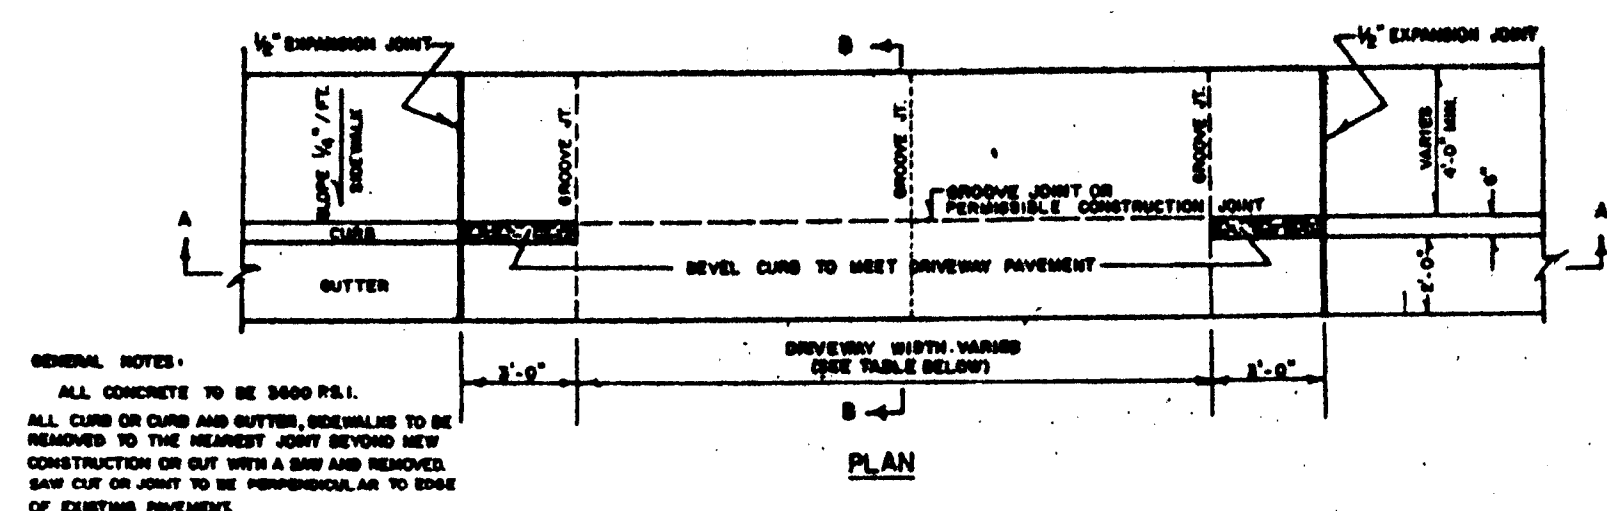 1/2" EXPANSION JOINT
B
1/2" EXPANSION JOINT
SLOPE 1/4"/FT.
SIDEWALK
GROOVE JT.
GROOVE JT.
GROOVE JT.
VARIES
4'-0" MIN.
6"
GROOVE JOINT OR
PERMISSIBLE CONSTRUCTION JOINT
A
A
CURB
BEVEL CURB TO MEET DRIVEWAY PAVEMENT
GUTTER
2'-0"
DRIVEWAY WIDTH VARIES
(SEE TABLE BELOW)
3'-0"
3'-0"
B
PLAN
GENERAL NOTES:
ALL CONCRETE TO BE 3600 P.S.I.
ALL CURB OR CURB AND GUTTER, SIDEWALKS TO BE
REMOVED TO THE NEAREST JOINT BEYOND NEW
CONSTRUCTION OR CUT WITH A SAW AND REMOVED.
SAW CUT OR JOINT TO BE PERPENDICULAR TO EDGE
OF EXISTING PAVEMENT.